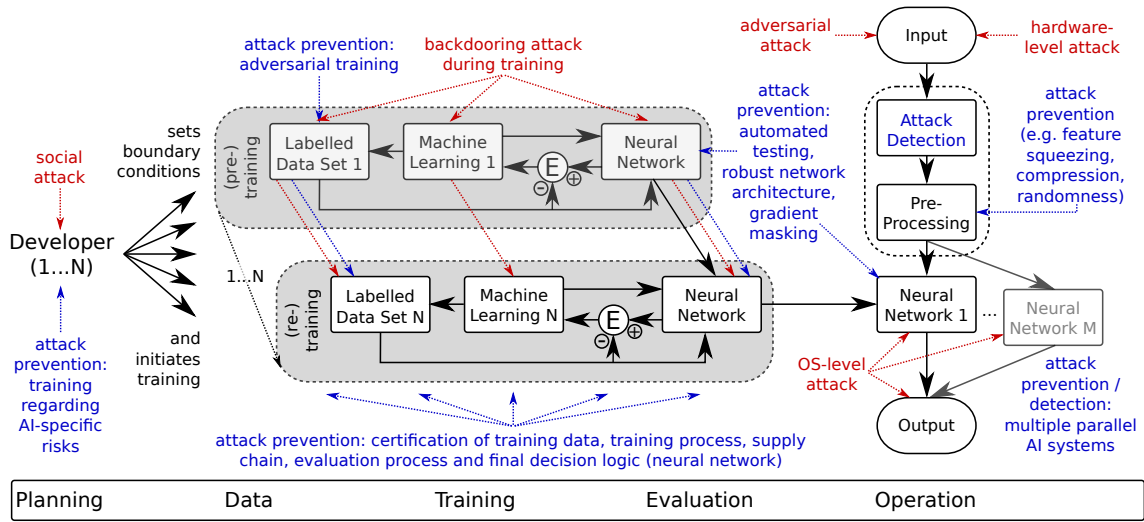 attack prevention:
adversarial training
backdooring attack
during training
adversarial
attack
Input
hardware-
level attack
social
attack
sets
boundary
conditions
Developer
(1...N)
and
initiates
training
attack
prevention:
training
regarding
AI-specific
risks
(pre-)
training
Labelled
Data Set 1
Machine
Learning 1
E
−
+
Neural
Network
attack
prevention:
automated
testing,
robust network
architecture,
gradient
masking
Attack
Detection
Pre-
Processing
attack
prevention
(e.g. feature
squeezing,
compression,
randomness)
1...N
(re-)
training
Labelled
Data Set N
Machine
Learning N
E
−
+
Neural
Network
Neural
Network 1
...
Neural
Network M
OS-level
attack
Output
attack
prevention /
detection:
multiple parallel
AI systems
attack prevention: certification of training data, training process, supply
chain, evaluation process and final decision logic (neural network)
Planning
Data
Training
Evaluation
Operation